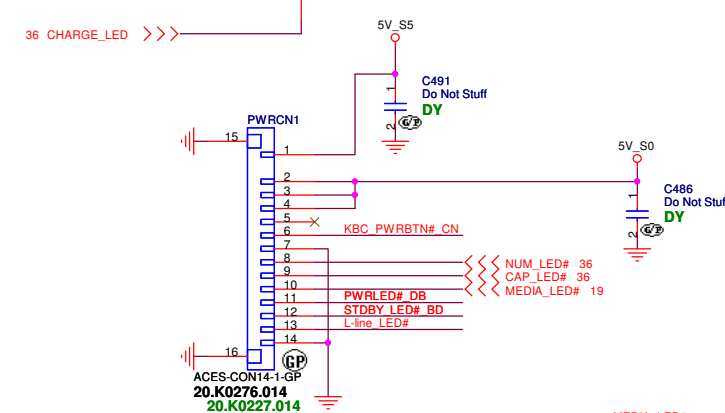 36 CHARGE_LED
5V_S5
1
C491
Do Not Stuff
DY
2
G/P
PWRCN1
15
1
5V_S0
2
3
4
5
6
KBC_PWRBTN#_CN
1
C486
Do Not Stuf
DY
2
G/P
7
8
NUM_LED# 36
9
CAP_LED# 36
10
MEDIA_LED# 19
11
PWRLED#_DB
12
STDBY_LED#_BD
13
L-line_LED#
14
16
GP
ACES-CON14-1-GP
20.K0276.014
20.K0227.014